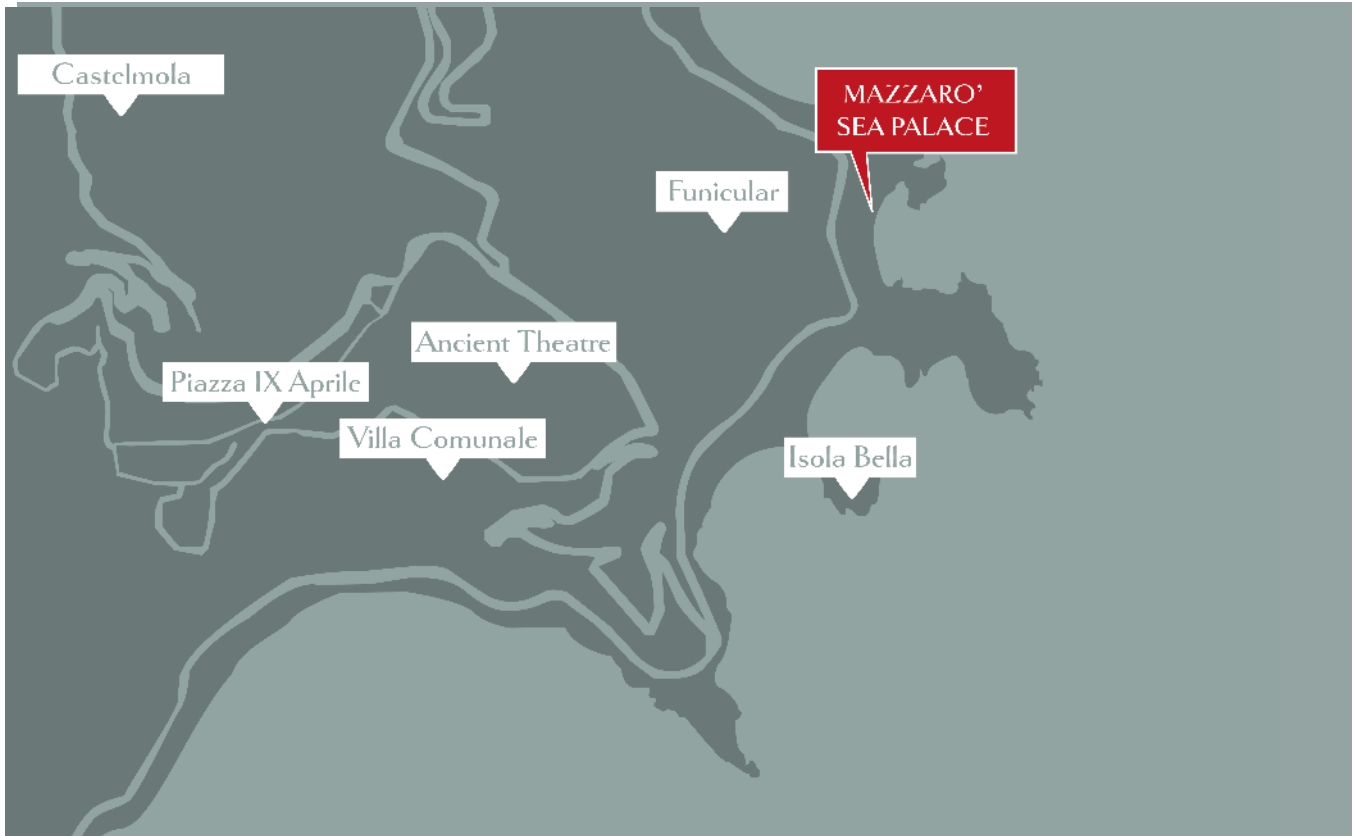 Castelmola
MAZZARO'
SEA PALACE
Funicular
Ancient Theatre
Piazza IX Aprile
Villa Comunale
Isola Bella